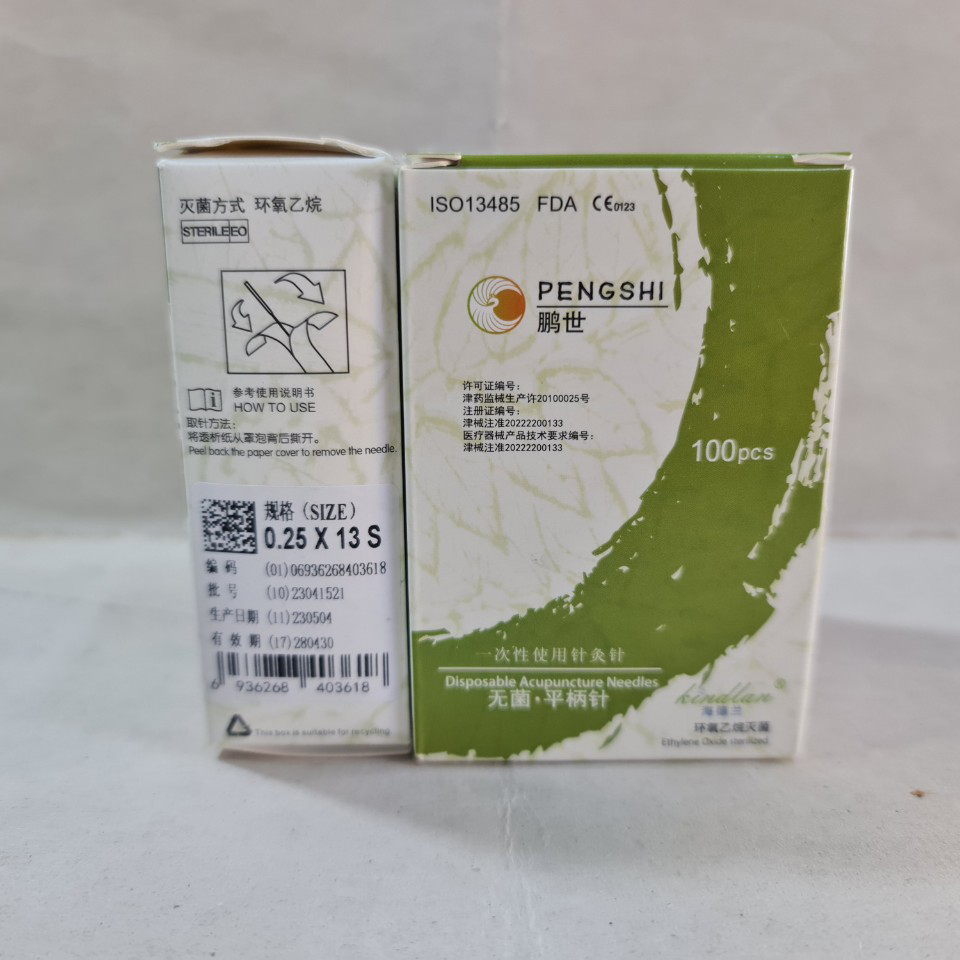 灭菌方式 环氧乙烷
STERILE EO
参考使用说明书
HOW TO USE
取针方法:
将透析纸从罩泡背后撕开。
Peel back the paper cover to remove the needle.
规格 (SIZE)
0.25 X 13 S
编 码 (01)06936268403618
批 号 (10)23041521
生产日期 (11)230504
有 效 期 (17)280430
6 936268 403618
This box is suitable for recycling
ISO13485 FDA CE0123
PENGSHI
鹏世
许可证编号:
津药监械生产许20100025号
注册证编号:
津械注准20222200133
医疗器械产品技术要求编号:
津械注准20222200133
100pcs
一次性使用针灸针
Disposable Acupuncture Needles
无菌·平柄针
kindlan®
海德兰
环氧乙烷灭菌
Ethylene Oxide sterilized